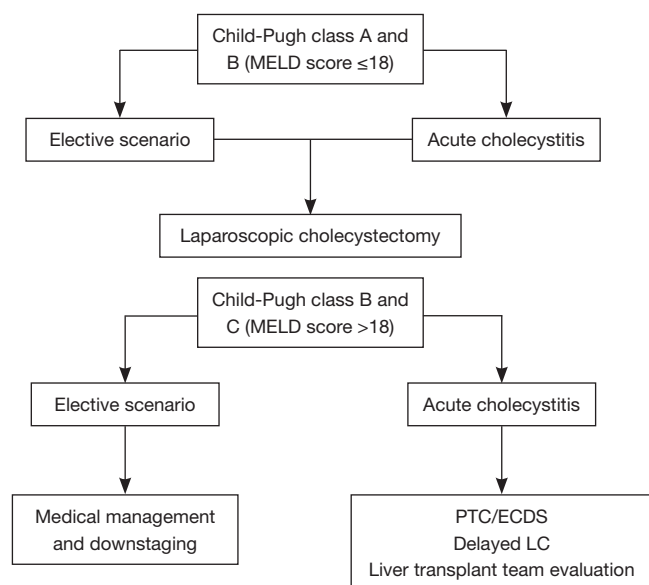 Child-Pugh class A and
B (MELD score ≤18)
Elective scenario
Acute cholecystitis
Laparoscopic cholecystectomy
Child-Pugh class B and
C (MELD score >18)
Elective scenario
Acute cholecystitis
Medical management
and downstaging
PTC/ECDS
Delayed LC
Liver transplant team evaluation